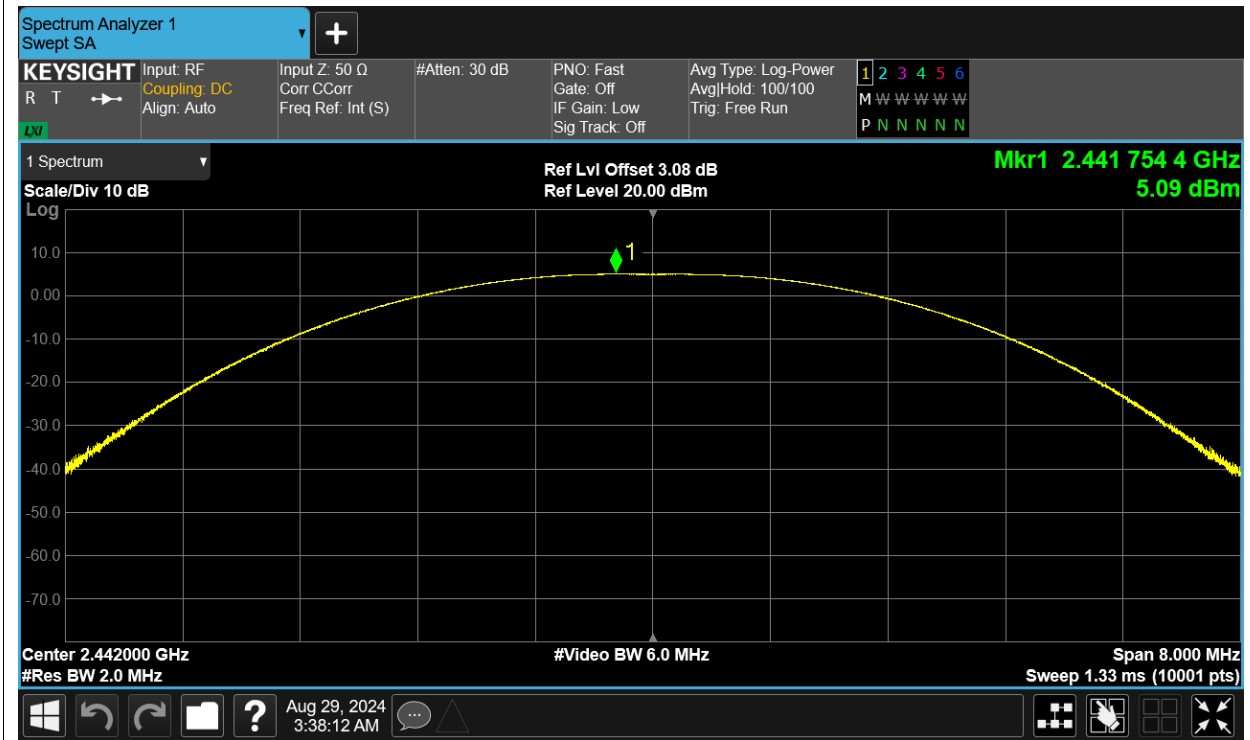 Spectrum Analyzer 1
Swept SA
KEYSIGHT
R T
LXI
Input: RF
Coupling: DC
Align: Auto
Input Z: 50 Ω
Corr CCorr
Freq Ref: Int (S)
#Atten: 30 dB
PNO: Fast
Gate: Off
IF Gain: Low
Sig Track: Off
Avg Type: Log-Power
Avg|Hold: 100/100
Trig: Free Run
1 2 3 4 5 6
M W W W W W
P N N N N N
1 Spectrum
Scale/Div 10 dB
Log
Ref Lvl Offset 3.08 dB
Ref Level 20.00 dBm
Mkr1 2.441 754 4 GHz
5.09 dBm
1
10.0
0.00
-10.0
-20.0
-30.0
-40.0
-50.0
-60.0
-70.0
Center 2.442000 GHz
#Res BW 2.0 MHz
#Video BW 6.0 MHz
Span 8.000 MHz
Sweep 1.33 ms (10001 pts)
?
Aug 29, 2024
3:38:12 AM